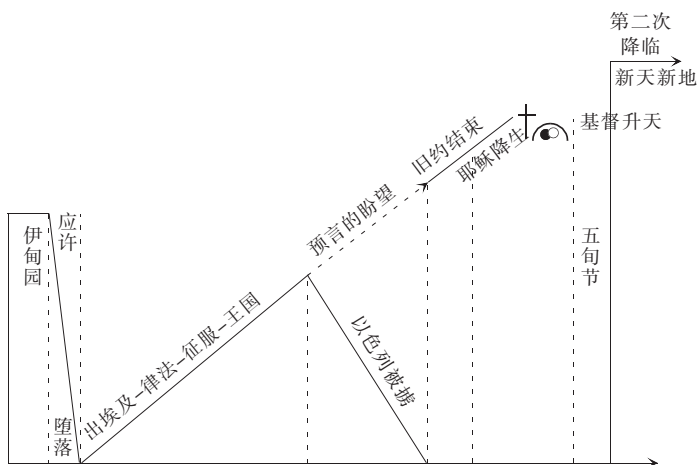 伊甸园
应许
堕落
出埃及-律法-征服-王国
预言的盼望
以色列被掳
旧约结束
耶稣降生
基督升天
五旬节
第二次
降临
新天新地